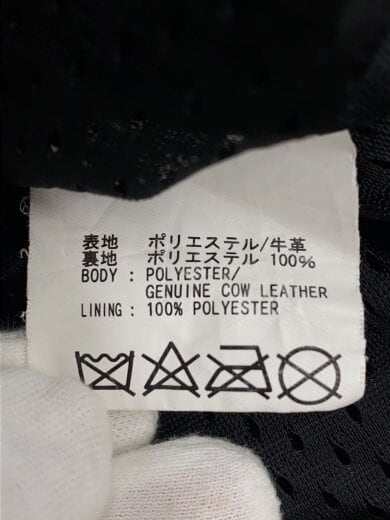 表地 ポリエステル/牛革
裏地 ポリエステル 100%
BODY : POLYESTER/
GENUINE COW LEATHER
LINING : 100% POLYESTER